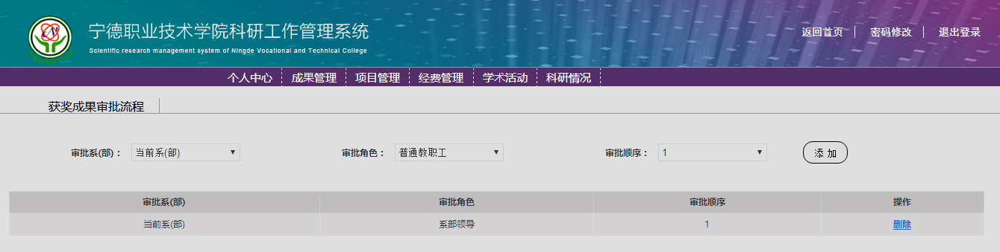 宁德职业技术学院科研工作管理系统
Scientific research management system of Ningde Vocational and Technical College
返回首页 密码修改 退出登录
个人中心 成果管理 项目管理 经费管理 学术活动 科研情况
获奖成果审批流程
审批系(部)： 当前系(部) 审批角色： 普通教职工 审批顺序： 1 添 加
审批系(部) 审批角色 审批顺序 操作
当前系(部) 系部领导 1 删除